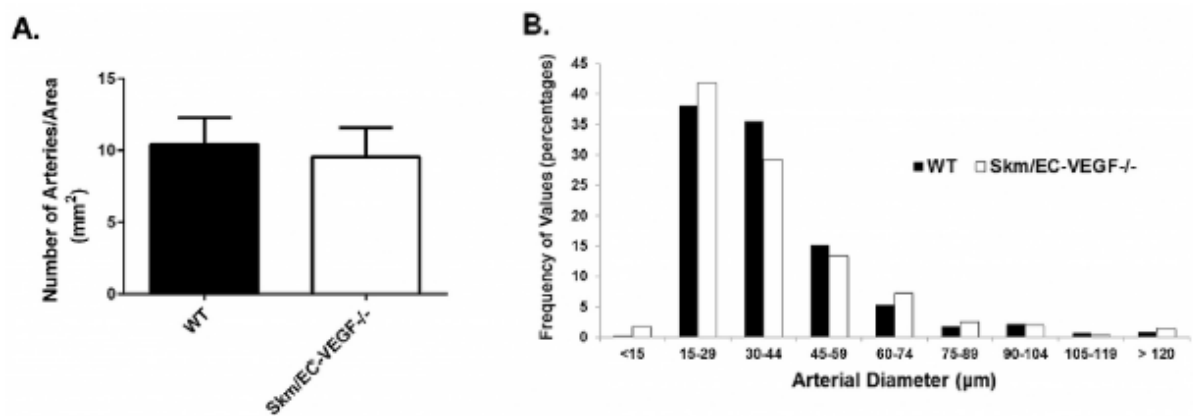 A.
Number of Arteries/Area
(mm²)
15
10
5
0
WT
Skm/EC-VEGF-/-
B.
Frequency of Values (percentages)
45
40
35
30
25
20
15
10
5
0
WT Skm/EC-VEGF-/-
<15 15-29 30-44 45-59 60-74 75-89 90-104 105-119 > 120
Arterial Diameter (µm)